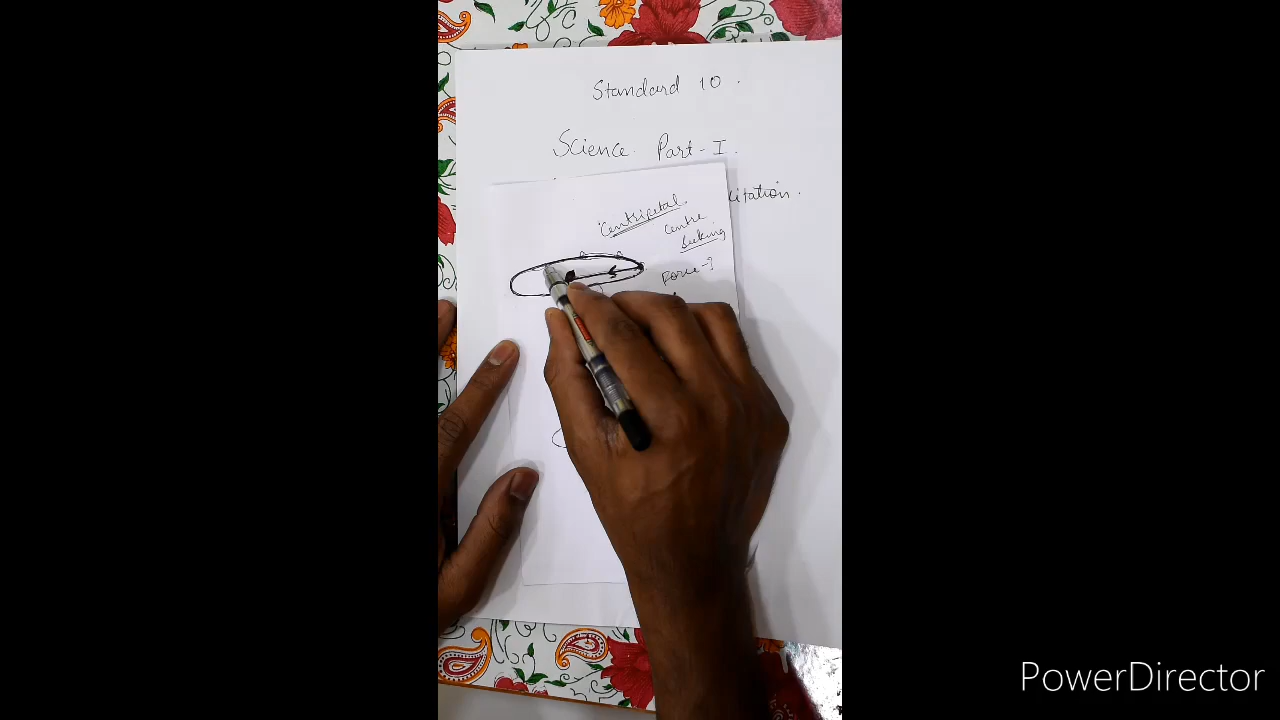 Standard 10.
Science Part-I.
itation.
Centripetal
Centre
Seeking
Force-?
PowerDirector